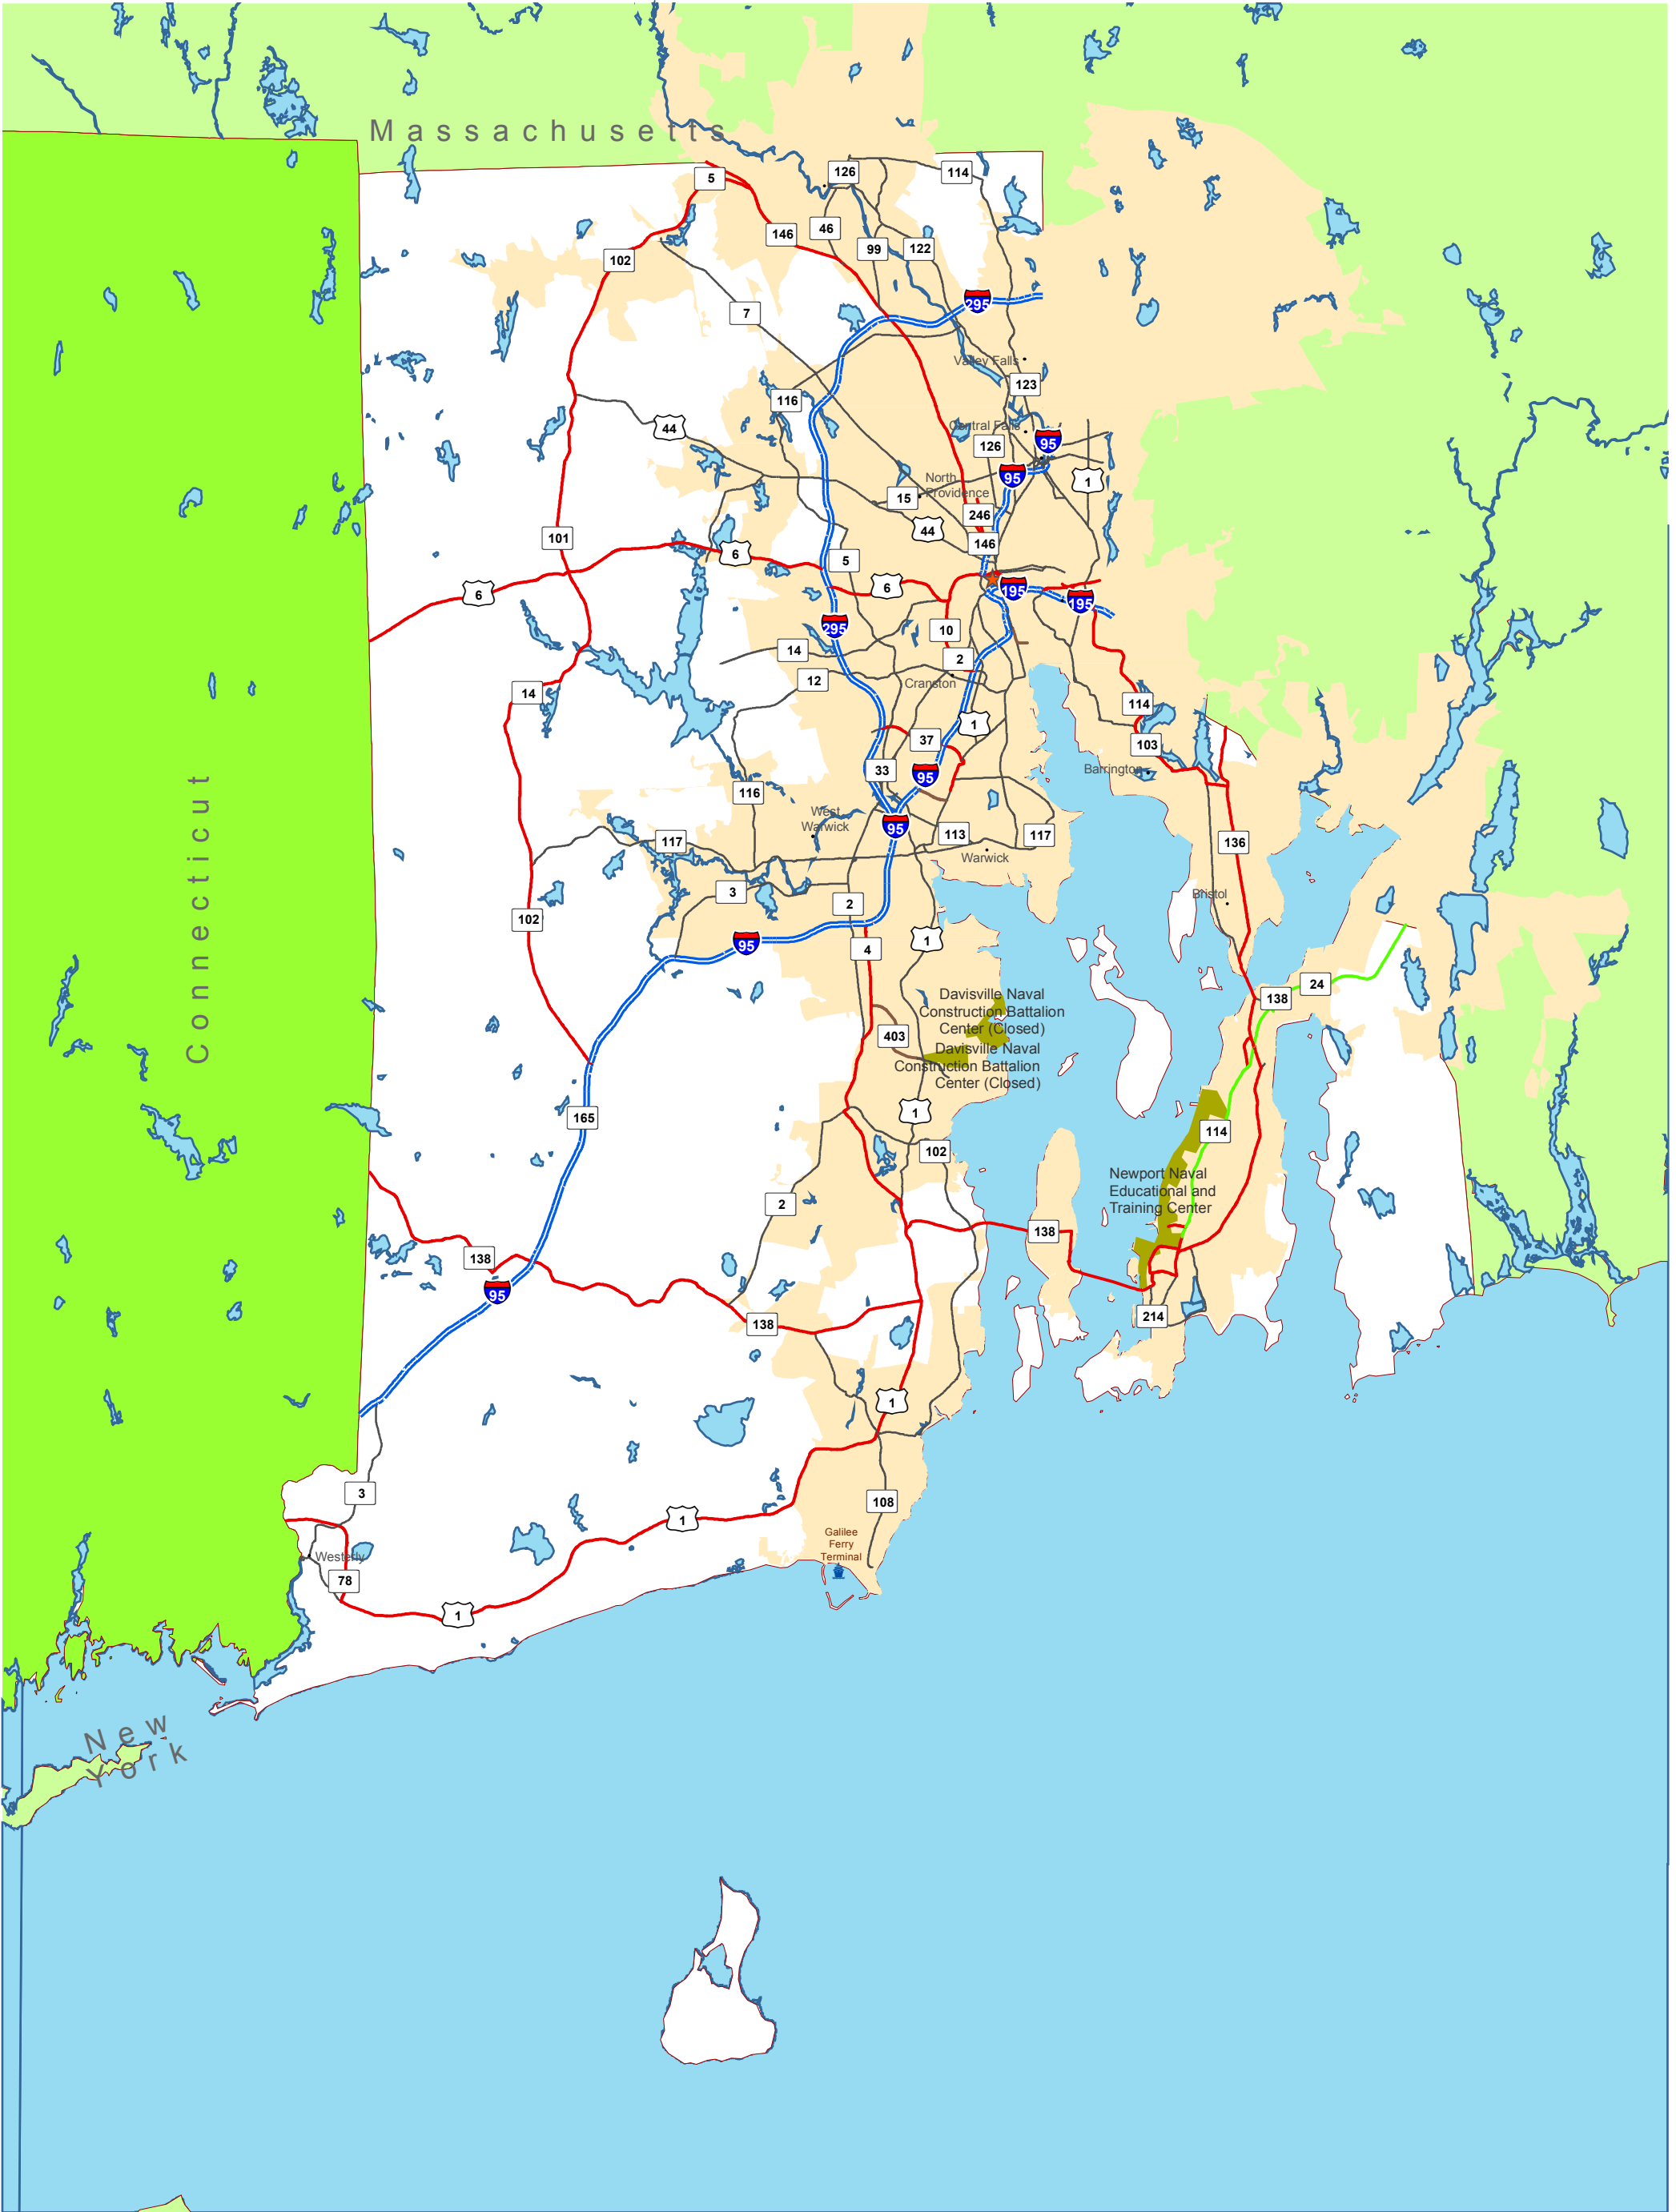 Massachusetts
5
126
114
146
46
99
122
102
295
7
Valley Falls
123
116
44
Central Falls
95
126
95
North
Providence
1
15
246
44
101
146
5
6
6
6
195
195
295
10
14
2
12
Cranston
14
114
1
37
103
Barrington
33
95
Connecticut
116
West
Warwick
95
113
117
117
136
Warwick
3
Bristol
2
102
1
95
4
24
138
Davisville Naval
Construction Battalion
Center (Closed)
403
Davisville Naval
Construction Battalion
Center (Closed)
1
165
114
102
Newport Naval
Educational and
Training Center
2
138
138
95
214
138
1
3
108
1
Galilee
Ferry
Terminal
Westerly
78
1
New
York